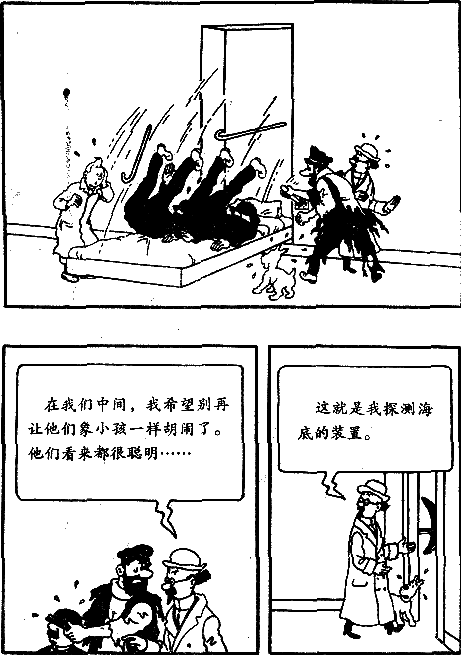 在我们中间，我希望别再
让他们象小孩一样胡闹了。
他们看来都很聪明……
这就是我探测海
底的装置。